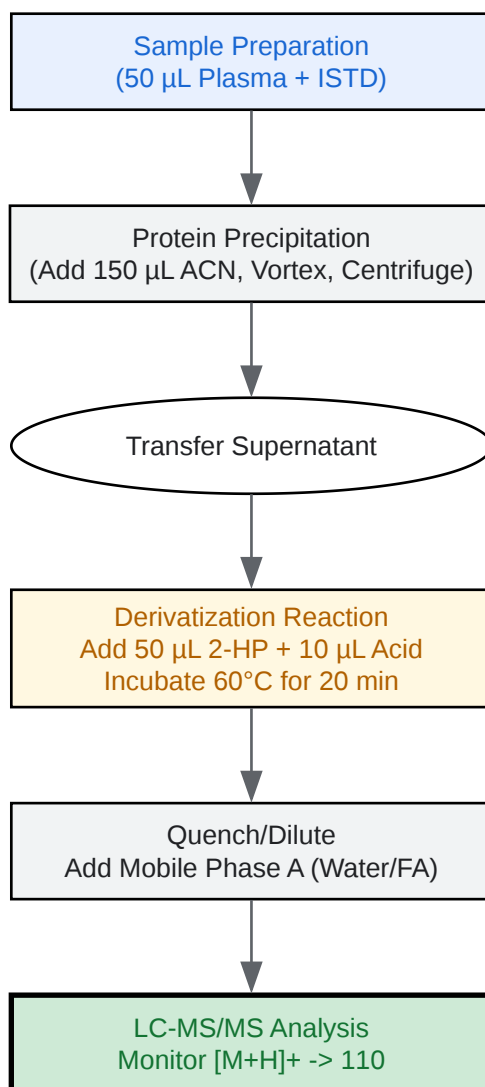 Sample Preparation
(50 µL Plasma + ISTD)
Protein Precipitation
(Add 150 µL ACN, Vortex, Centrifuge)
Transfer Supernatant
Derivatization Reaction
Add 50 µL 2-HP + 10 µL Acid
Incubate 60°C for 20 min
Quench/Dilute
Add Mobile Phase A (Water/FA)
LC-MS/MS Analysis
Monitor [M+H]+ -> 110